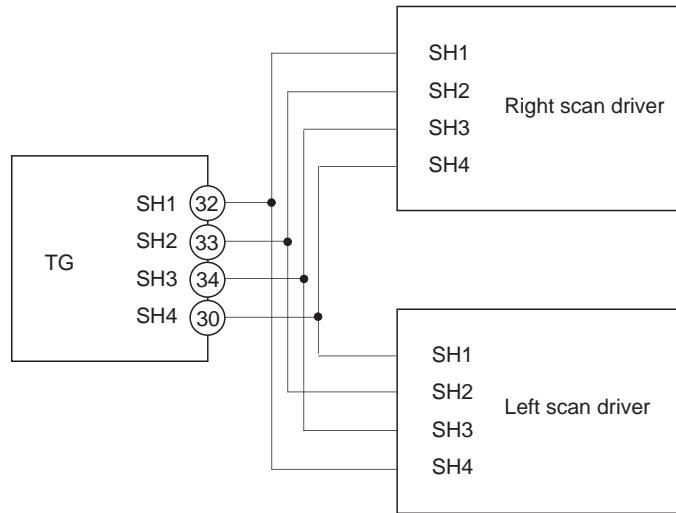 TG
SH1 32
SH2 33
SH3 34
SH4 30
SH1
SH2
SH3
SH4
Right scan driver
SH1
SH2
SH3
SH4
Left scan driver